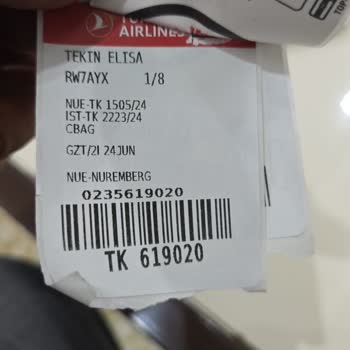 AIRLINES
TEKIN ELISA
RW7AYX 1/8
NUE-TK 1505/24
IST-TK 2223/24
CBAG
GZT/2I 24JUN
NUE-NUREMBERG
0235619020
TK 619020
TOP